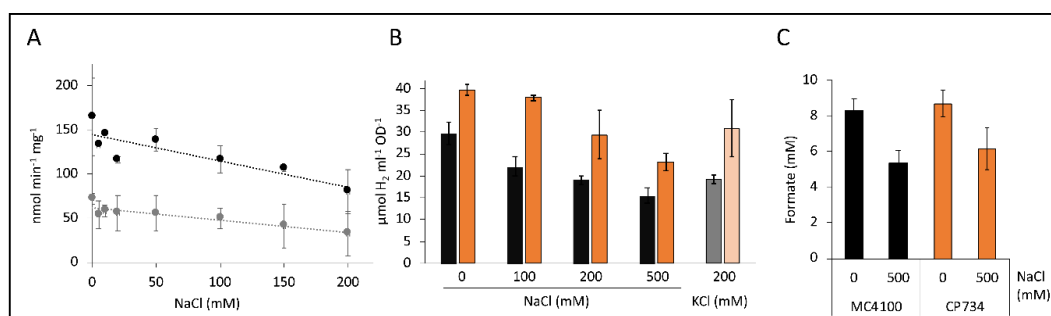 A
nmol min⁻¹ mg⁻¹
200
150
100
50
0
0 50 100 150 200
NaCl (mM)
B
µmol H₂ ml⁻¹ OD⁻¹
40
35
30
25
20
15
10
5
0
0 100 200 500 200
NaCl (mM) KCl (mM)
C
Formate (mM)
10
8
6
4
2
0
0 500 0 500 NaCl
(mM)
MC4100 CP734